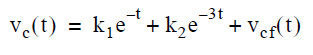 v_c(t) = k_1e^{-t} + k_2e^{-3t} + v_{cf}(t)